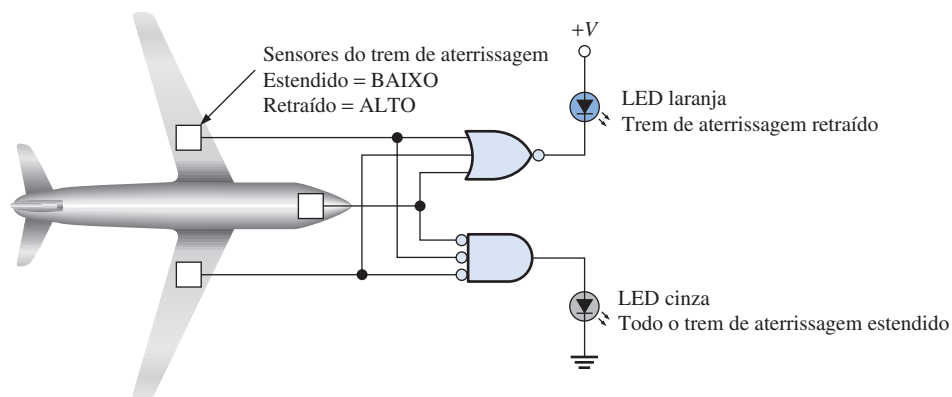 Sensores do trem de aterrissagem
Estendido = BAIXO
Retraído = ALTO
+V
LED laranja
Trem de aterrissagem retraído
LED cinza
Todo o trem de aterrissagem estendido